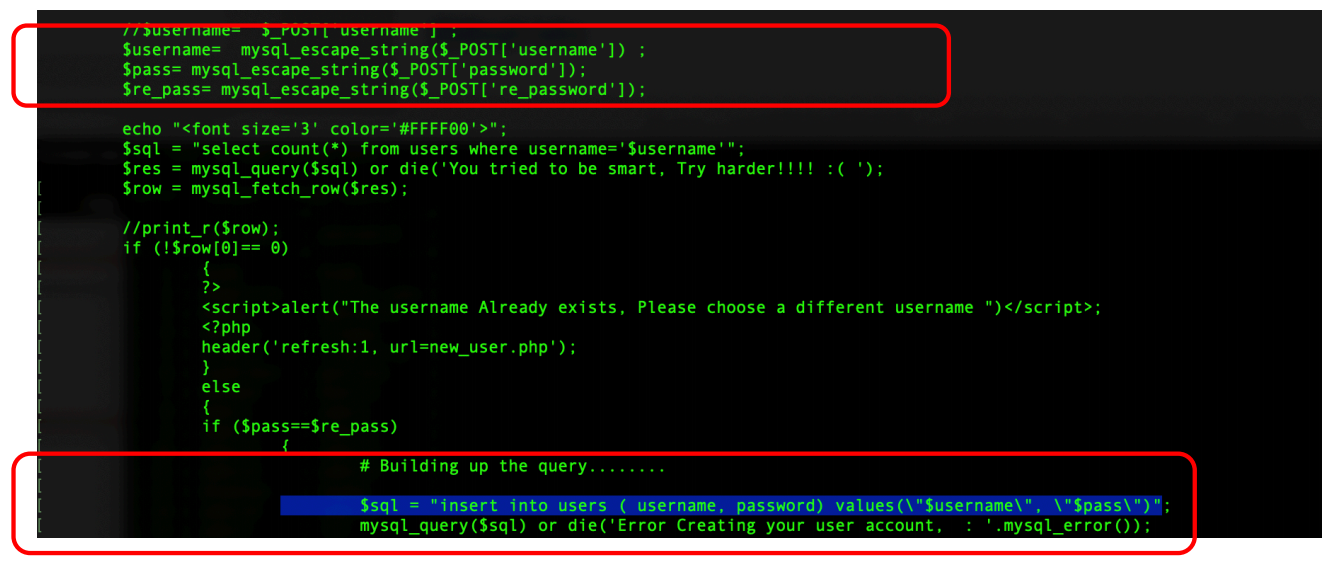 //$username=  $_POST['username'] ;
$username=  mysql_escape_string($_POST['username']) ;
$pass= mysql_escape_string($_POST['password']);
$re_pass= mysql_escape_string($_POST['re_password']);
echo "<font size='3' color='#FFFF00'>";
$sql = "select count(*) from users where username='$username'";
$res = mysql_query($sql) or die('You tried to be smart, Try harder!!!! :( ');
[ $row = mysql_fetch_row($res);
[
[ //print_r($row);
[ if (!$row[0]== 0)
[ {
[ ?>
[ <script>alert("The username Already exists, Please choose a different username ")</script>;
[ <?php
[ header('refresh:1, url=new_user.php');
[ }
[ else
[ {
[ if ($pass==$re_pass)
[ {
[ # Building up the query........
[
[ $sql = "insert into users ( username, password) values(\"$username\", \"$pass\")";
[ mysql_query($sql) or die('Error Creating your user account,  : '.mysql_error());